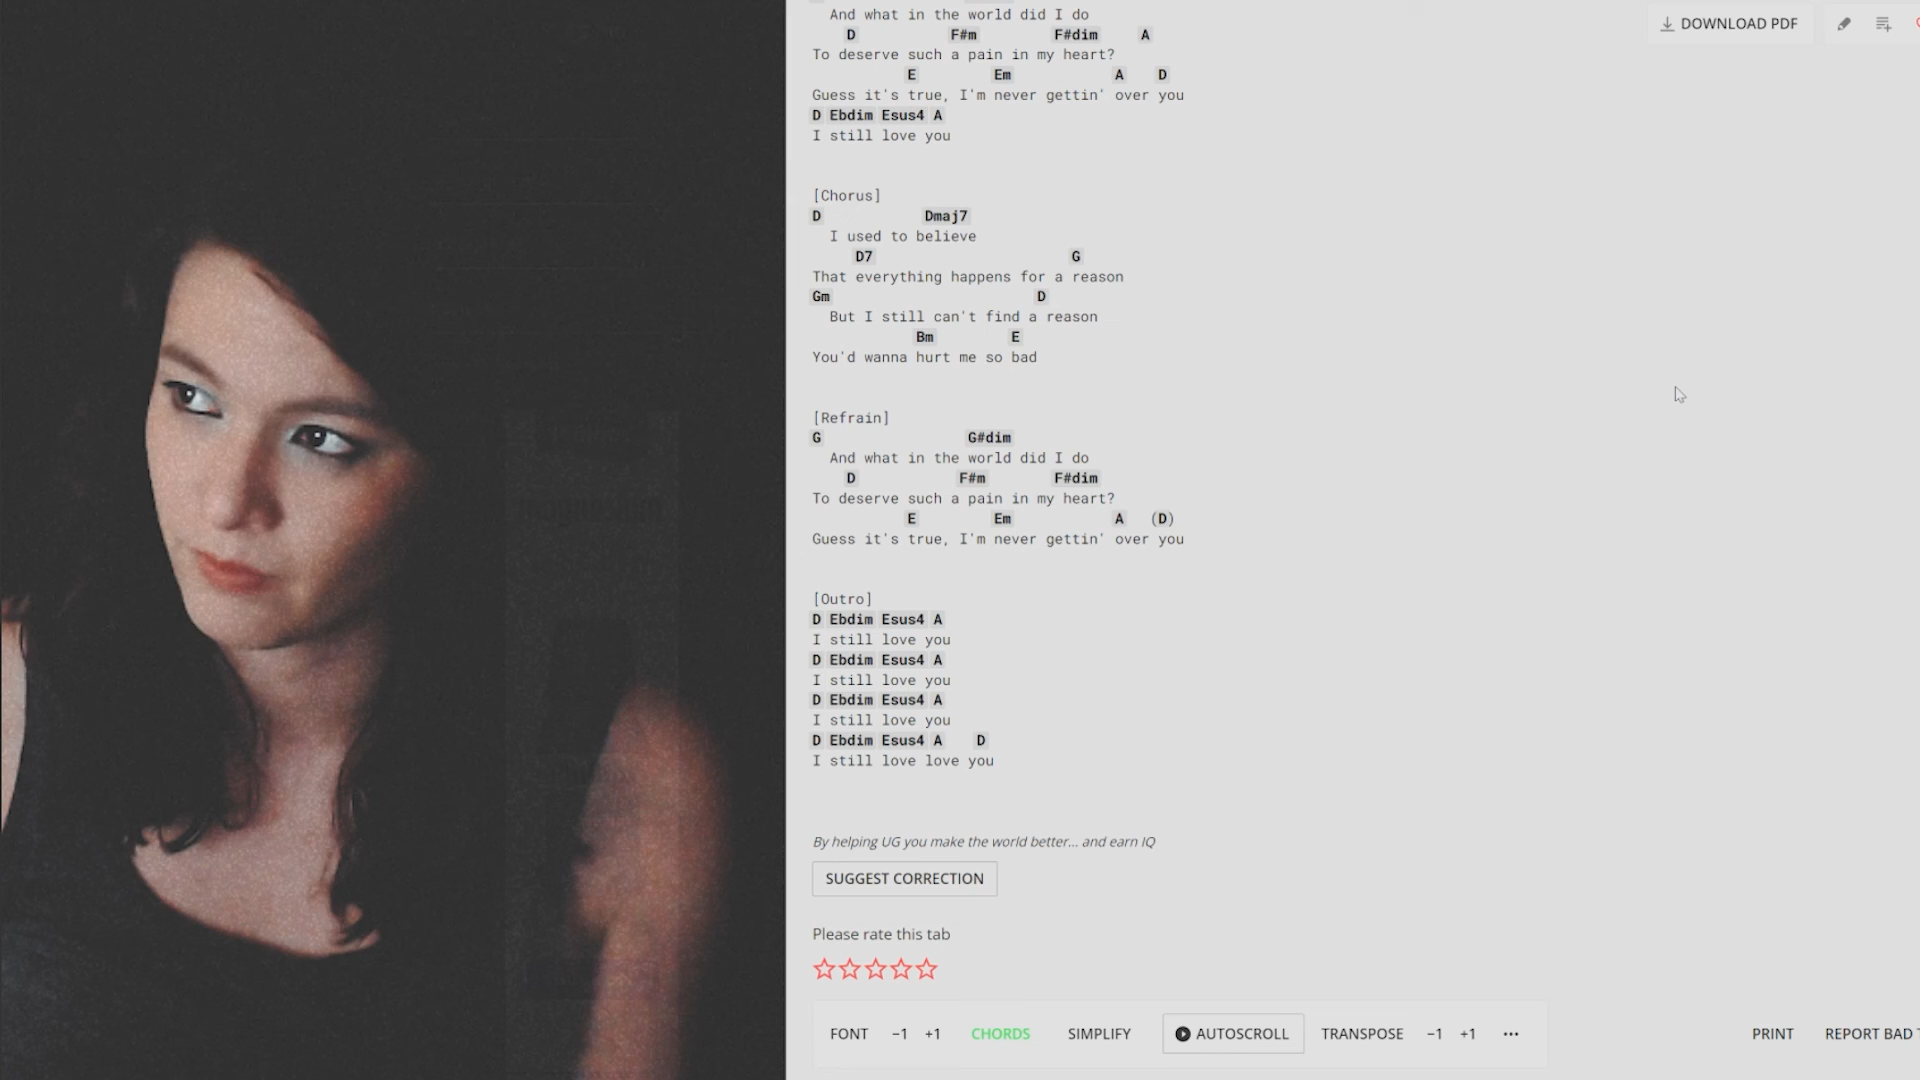 And what in the world did I do
DOWNLOAD PDF
D F#m F#dim A
To deserve such a pain in my heart?
E Em A D
Guess it's true, I'm never gettin' over you
D Ebdim Esus4 A
I still love you
[Chorus]
D Dmaj7
I used to believe
D7 G
That everything happens for a reason
Gm D
But I still can't find a reason
Bm E
You'd wanna hurt me so bad
[Refrain]
G G#dim
And what in the world did I do
D F#m F#dim
To deserve such a pain in my heart?
E Em A (D)
Guess it's true, I'm never gettin' over you
[Outro]
D Ebdim Esus4 A
I still love you
D Ebdim Esus4 A
I still love you
D Ebdim Esus4 A
I still love you
D Ebdim Esus4 A D
I still love love you
By helping UG you make the world better... and earn IQ
SUGGEST CORRECTION
Please rate this tab
FONT −1 +1 CHORDS SIMPLIFY AUTOSCROLL TRANSPOSE −1 +1 ••• PRINT REPORT BAD